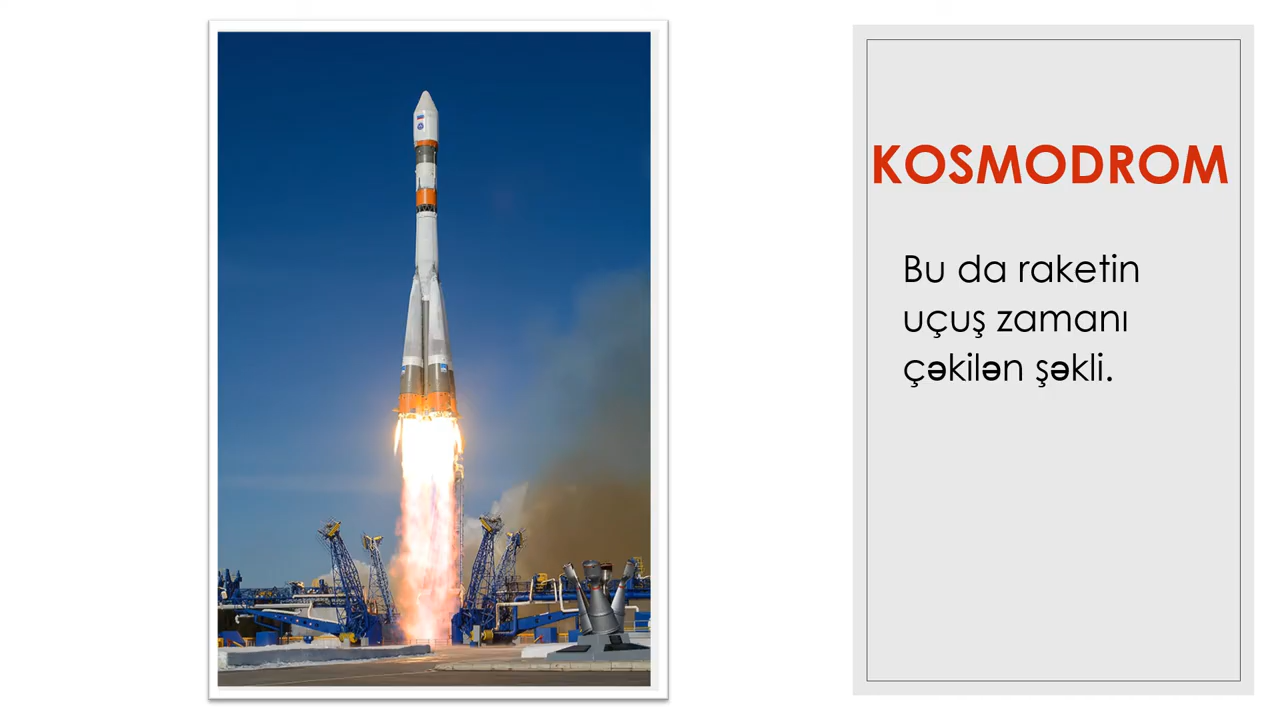 KOSMODROM
Bu da raketin
uçuş zamanı
çəkilən şəkli.